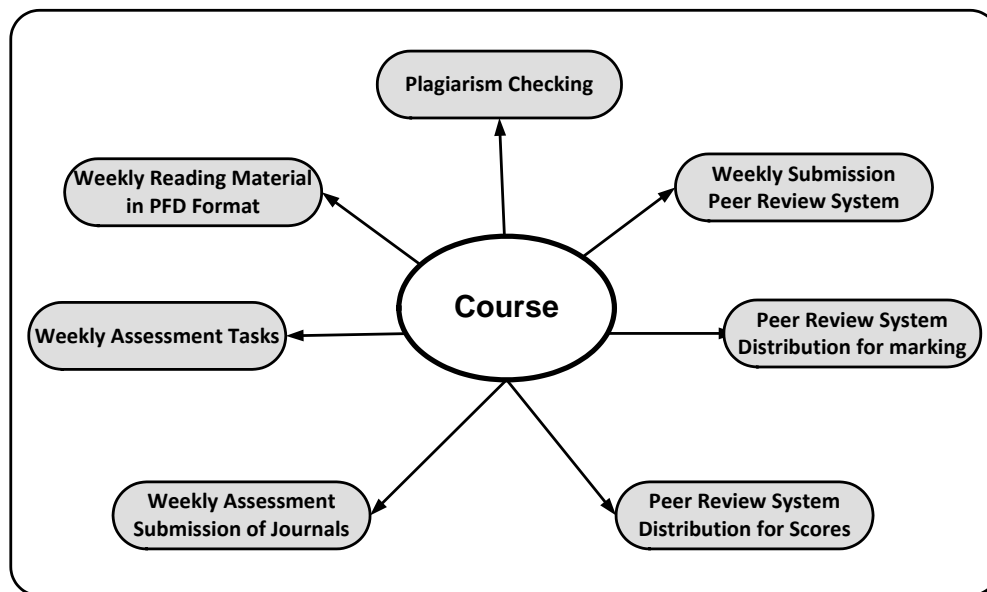 Plagiarism Checking
Weekly Reading Material
in PFD Format
Weekly Submission
Peer Review System
Course
Weekly Assessment Tasks
Peer Review System
Distribution for marking
Weekly Assessment
Submission of Journals
Peer Review System
Distribution for Scores